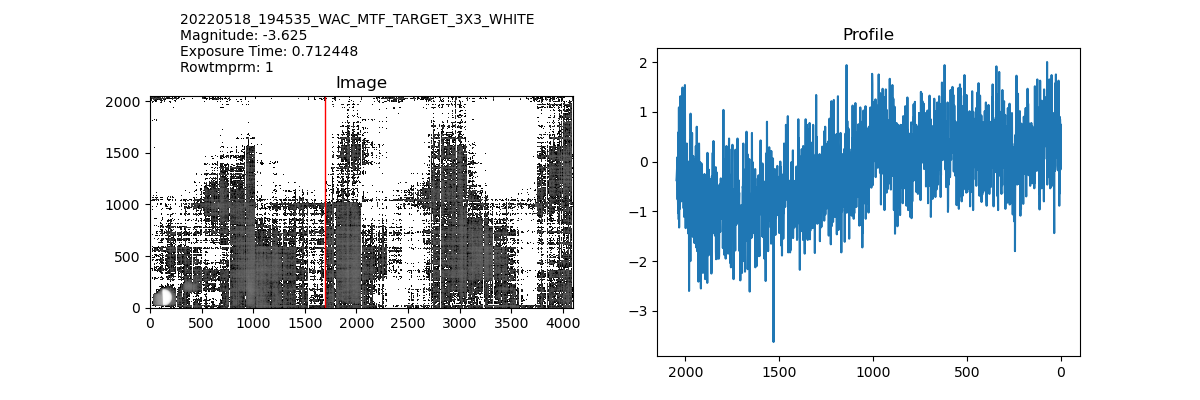 20220518_194535_WAC_MTF_TARGET_3X3_WHITE
Magnitude: -3.625
Exposure Time: 0.712448
Rowtmprm: 1
Image
2000
1500
1000
500
0
0 500 1000 1500 2000 2500 3000 3500 4000
Profile
2
1
0
−1
−2
−3
2000 1500 1000 500 0